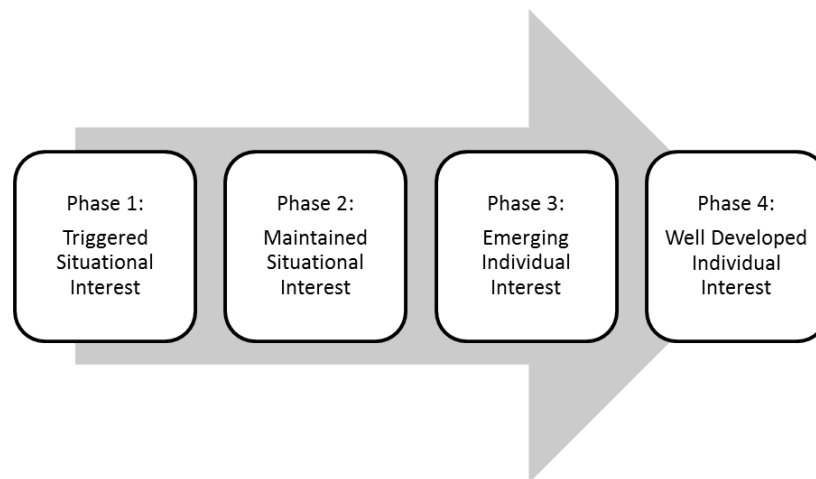 Phase 1:
Triggered
Situational
Interest
Phase 2:
Maintained
Situational
Interest
Phase 3:
Emerging
Individual
Interest
Phase 4:
Well Developed
Individual
Interest